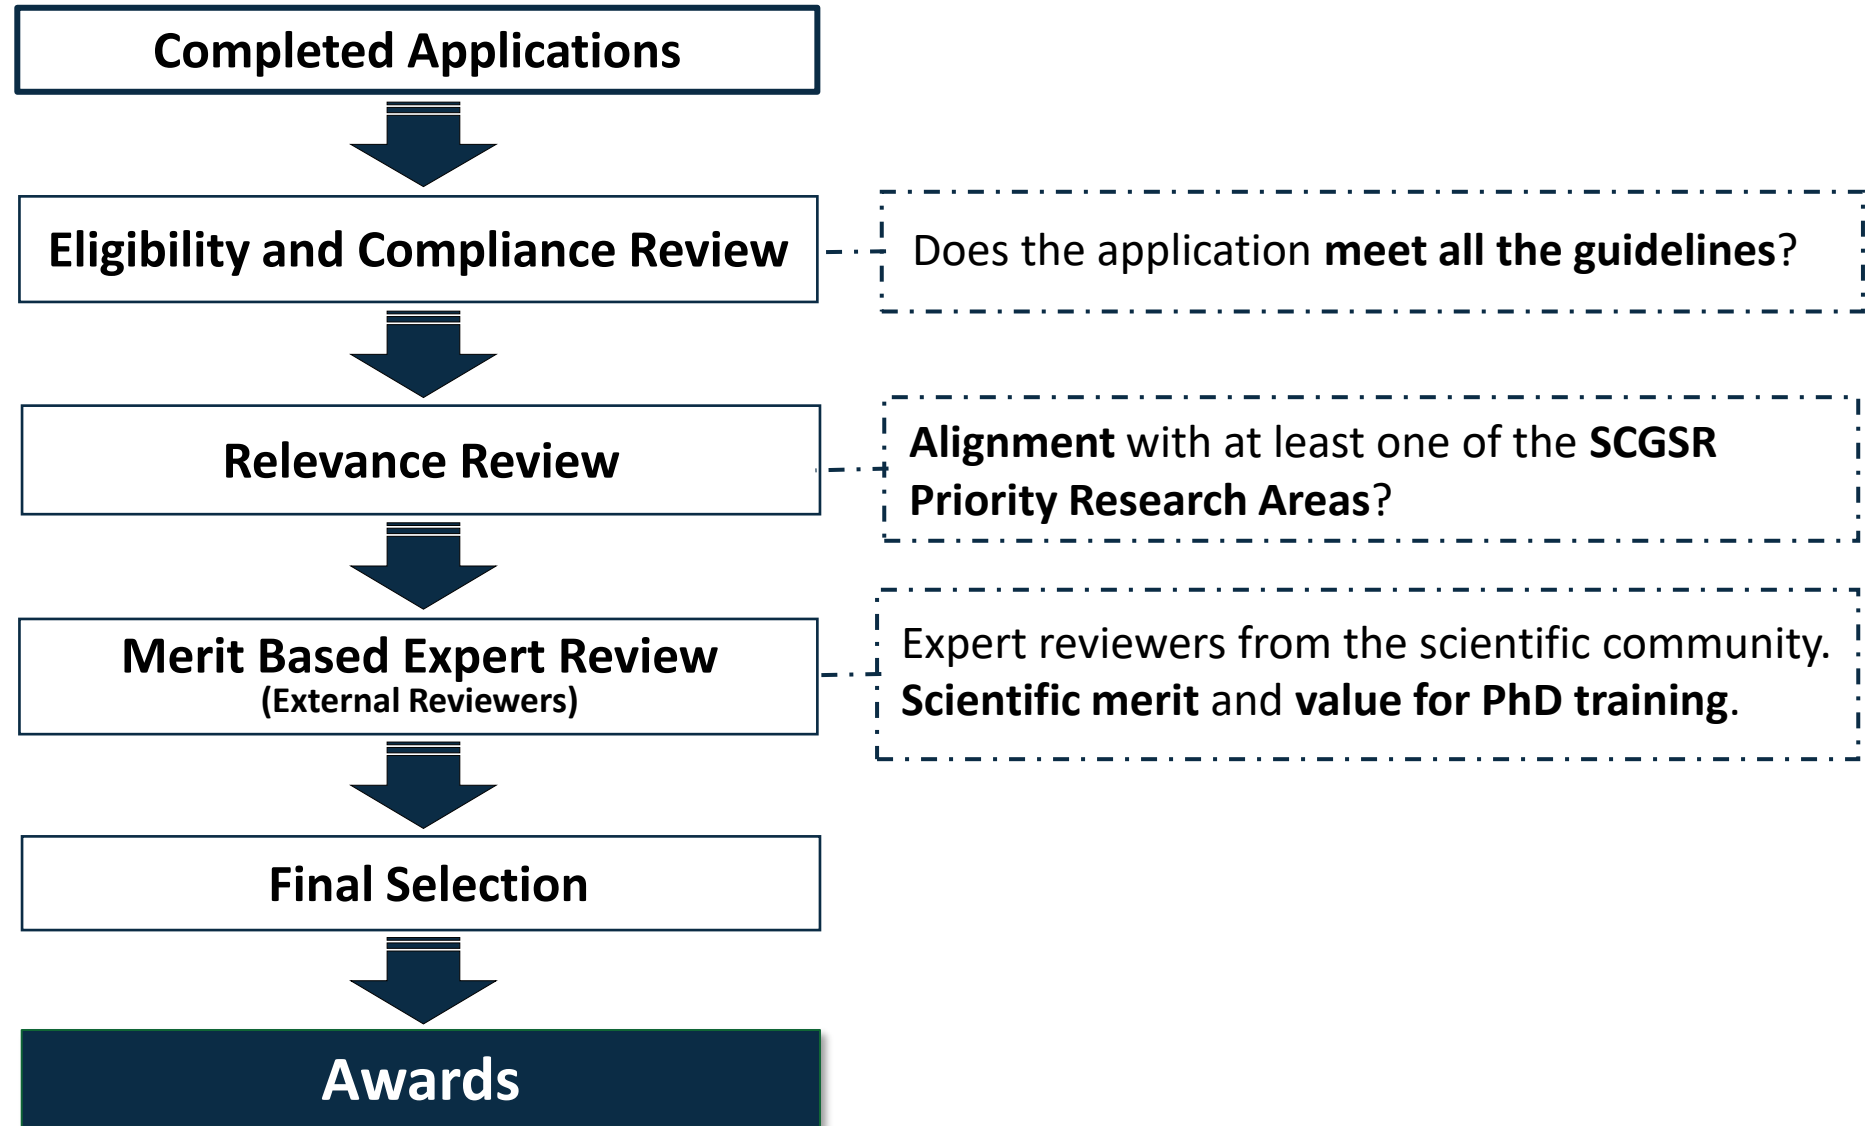 Completed Applications
Eligibility and Compliance Review
Does the application meet all the guidelines?
Relevance Review
Alignment with at least one of the SCGSR
Priority Research Areas?
Merit Based Expert Review
(External Reviewers)
Expert reviewers from the scientific community.
Scientific merit and value for PhD training.
Final Selection
Awards